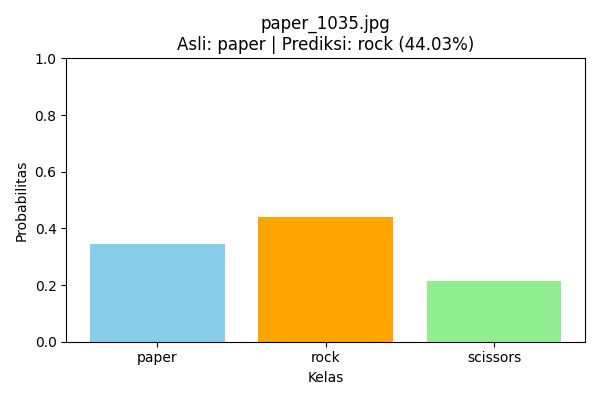 paper_1035.jpg
Asli: paper | Prediksi: rock (44.03%)
1.0
0.8
0.6
0.4
0.2
0.0
Probabilitas
paper rock scissors
Kelas